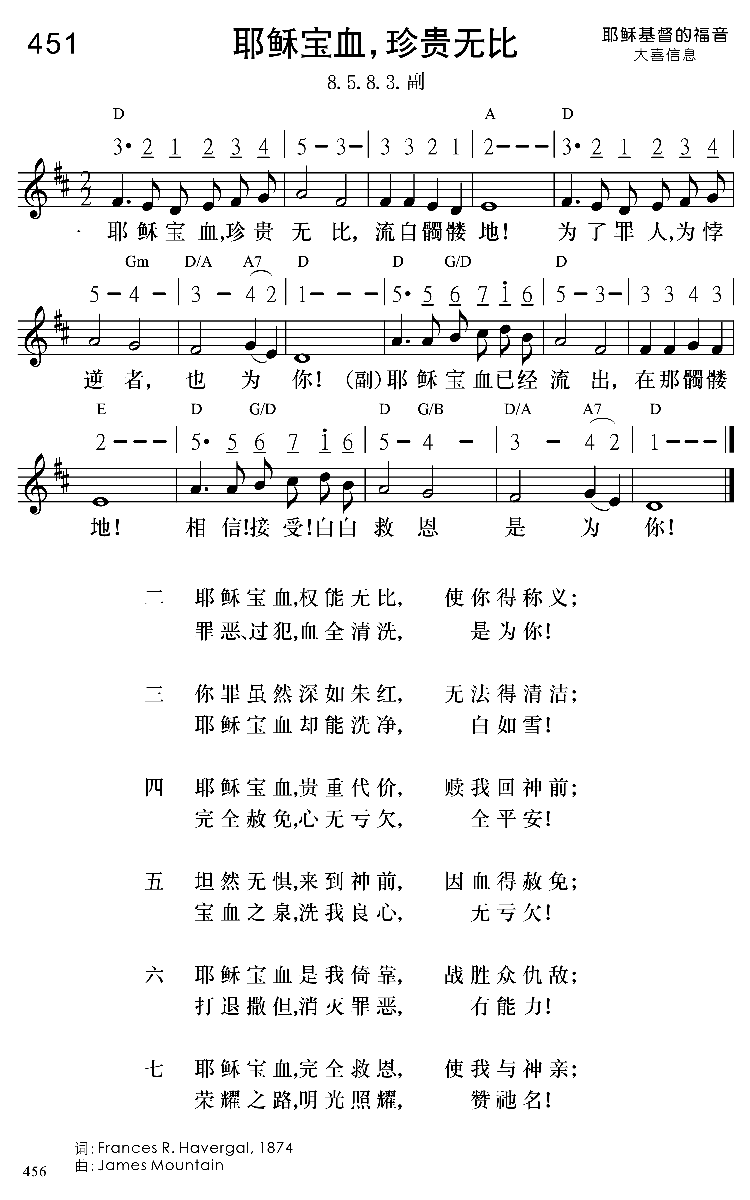 451 耶稣宝血，珍贵无比 耶稣基督的福音
大喜信息
8.5.8.3.副
D A D
3· 2 1 2 3 4 | 5 – 3 – | 3 3 2 1 | 2 – – – | 3· 2 1 2 3 4 |
耶稣宝血,珍贵无比，流自髑髅地！为了罪人,为悖
Gm D/A A7 D D G/D D
5 – 4 – | 3 – 4 2 | 1 – – – | 5· 5 6 7 i 6 | 5 – 3 – | 3 3 4 3 |
逆者，也为你！(副)耶稣宝血已经流出，在那髑髅
E D G/D D G/B D/A A7 D
2 – – – | 5· 5 6 7 i 6 | 5 – 4 – | 3 – 4 2 | 1 – – –
地！相信！接受！白白救恩是为你！
二 耶稣宝血,权能无比， 使你得称义；
罪恶、过犯,血全清洗， 是为你！
三 你罪虽然深如朱红， 无法得清洁；
耶稣宝血却能洗净， 白如雪！
四 耶稣宝血,贵重代价， 赎我回神前；
完全赦免,心无亏欠， 全平安！
五 坦然无惧,来到神前， 因血得赦免；
宝血之泉,洗我良心， 无亏欠！
六 耶稣宝血是我倚靠， 战胜众仇敌；
打退撒但,消灭罪恶， 有能力！
七 耶稣宝血,完全救恩， 使我与神亲；
荣耀之路,明光照耀， 赞祂名！
词：Frances R. Havergal, 1874
456 曲：James Mountain